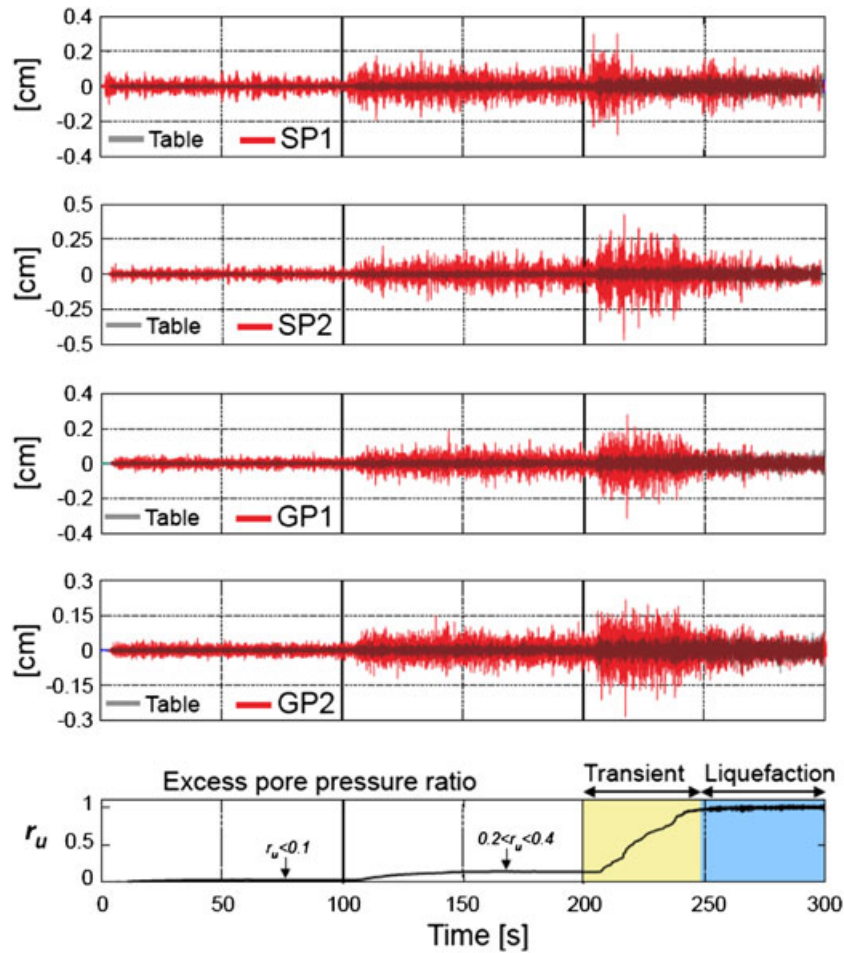 0.4
0.2
0
-0.2
-0.4
[cm]
Table SP1
0.5
0.25
0
-0.25
-0.5
[cm]
Table SP2
0.4
0.2
0
-0.2
-0.4
[cm]
Table GP1
0.3
0.15
0
-0.15
-0.3
[cm]
Table GP2
Excess pore pressure ratio Transient Liquefaction
1
0.5
0
r_u
r_u<0.1
0.2<r_u<0.4
0 50 100 150 200 250 300
Time [s]